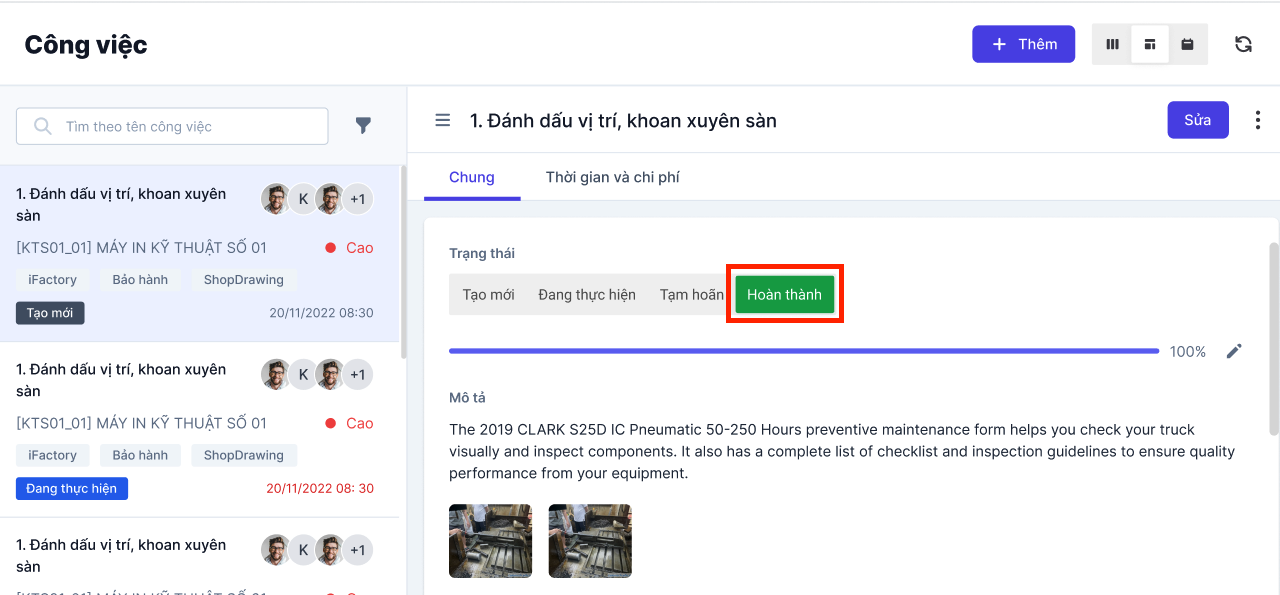 Công việc
Thêm
Tìm theo tên công việc
1. Đánh dấu vị trí, khoan xuyên
sàn
K
+1
[KTS01_01] MÁY IN KỸ THUẬT SỐ 01
Cao
iFactory
Bảo hành
ShopDrawing
Tạo mới
20/11/2022 08:30
1. Đánh dấu vị trí, khoan xuyên
sàn
K
+1
[KTS01_01] MÁY IN KỸ THUẬT SỐ 01
Cao
iFactory
Bảo hành
ShopDrawing
Đang thực hiện
20/11/2022 08: 30
1. Đánh dấu vị trí, khoan xuyên
sàn
K
+1
1. Đánh dấu vị trí, khoan xuyên sàn
Sửa
Chung
Thời gian và chi phí
Trạng thái
Tạo mới
Đang thực hiện
Tạm hoãn
Hoàn thành
100%
Mô tả
The 2019 CLARK S25D IC Pneumatic 50-250 Hours preventive maintenance form helps you check your truck
visually and inspect components. It also has a complete list of checklist and inspection guidelines to ensure quality
performance from your equipment.